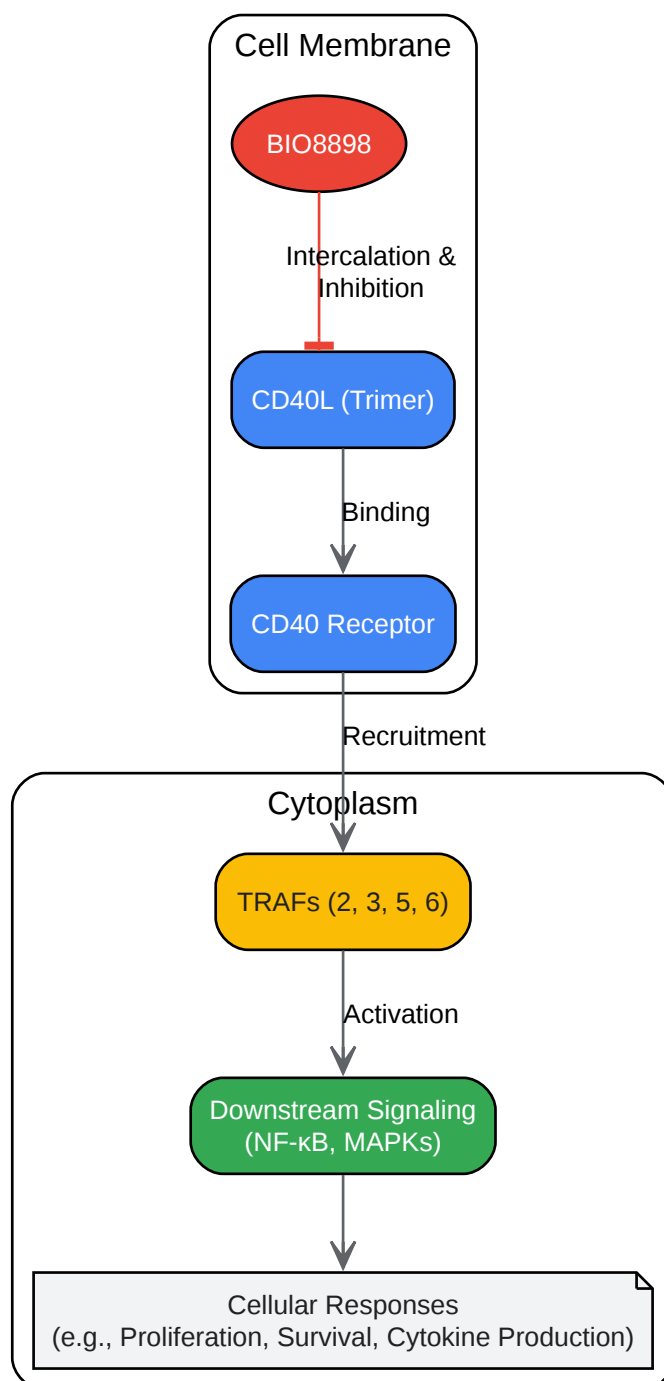 Cell Membrane
BIO8898
Intercalation &
Inhibition
CD40L (Trimer)
Binding
CD40 Receptor
Recruitment
Cytoplasm
TRAFs (2, 3, 5, 6)
Activation
Downstream Signaling
(NF-κB, MAPKs)
Cellular Responses
(e.g., Proliferation, Survival, Cytokine Production)